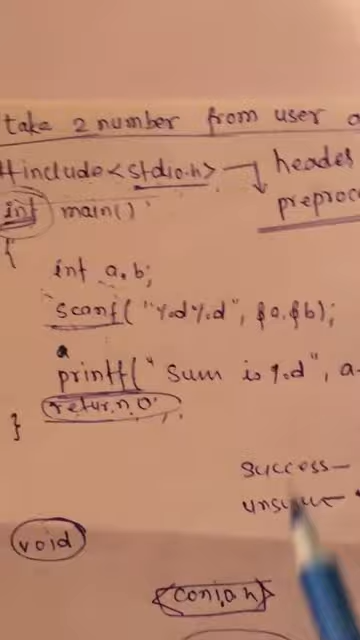 take 2 number from user a
#include<stdio.h> header
int main() preproc
{
int a,b;
scanf("%d%d", &a,&b);
printf("Sum is %d", a
return 0;
}
success-
void
<conio.h>